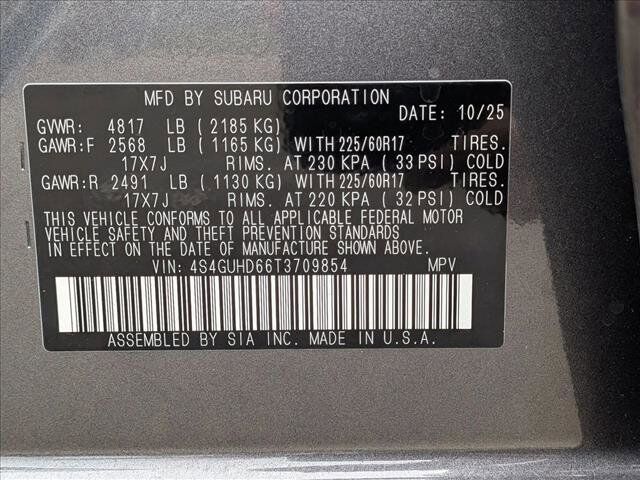 MFD BY SUBARU CORPORATION
DATE: 10/25
GVWR: 4817 LB (2185 KG)
GAWR:F 2568 LB (1165 KG) WITH 225/60R17 TIRES.
17X7J RIMS. AT 230 KPA (33 PSI) COLD
GAWR:R 2491 LB (1130 KG) WITH 225/60R17 TIRES.
17X7J RIMS. AT 220 KPA (32 PSI) COLD
THIS VEHICLE CONFORMS TO ALL APPLICABLE FEDERAL MOTOR
VEHICLE SAFETY AND THEFT PREVENTION STANDARDS
IN EFFECT ON THE DATE OF MANUFACTURE SHOWN ABOVE.
VIN: 4S4GUHD66T3709854 MPV
ASSEMBLED BY SIA INC. MADE IN U.S.A.